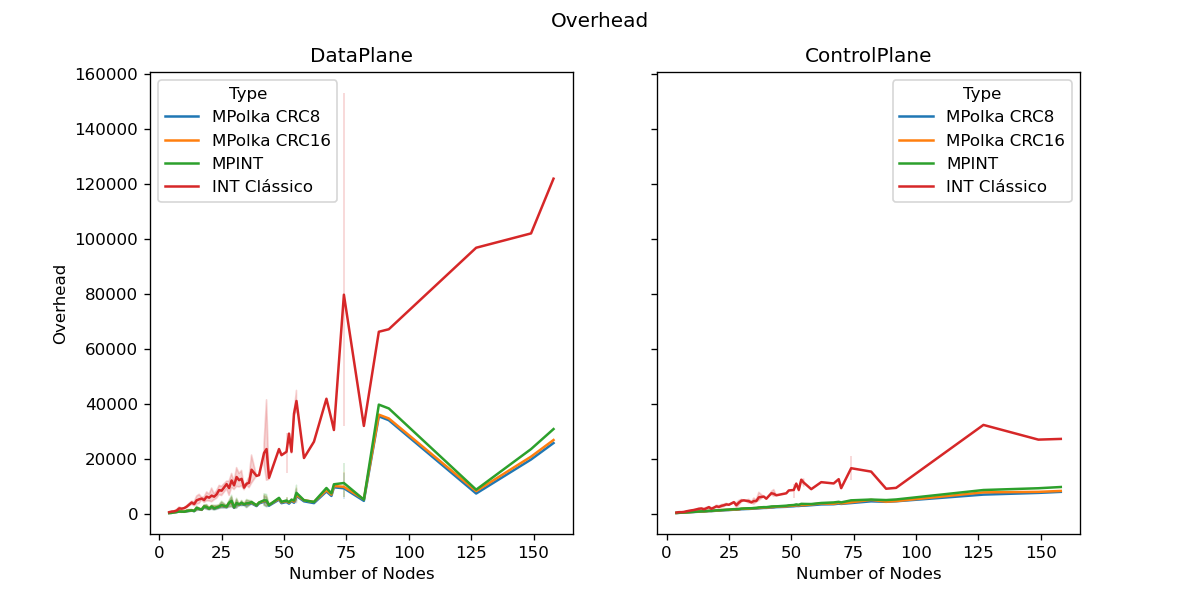 Overhead
DataPlane
160000
140000
120000
100000
80000
60000
40000
20000
0
Overhead
Type
MPolka CRC8
MPolka CRC16
MPINT
INT Clássico
0 25 50 75 100 125 150
Number of Nodes
ControlPlane
Type
MPolka CRC8
MPolka CRC16
MPINT
INT Clássico
0 25 50 75 100 125 150
Number of Nodes